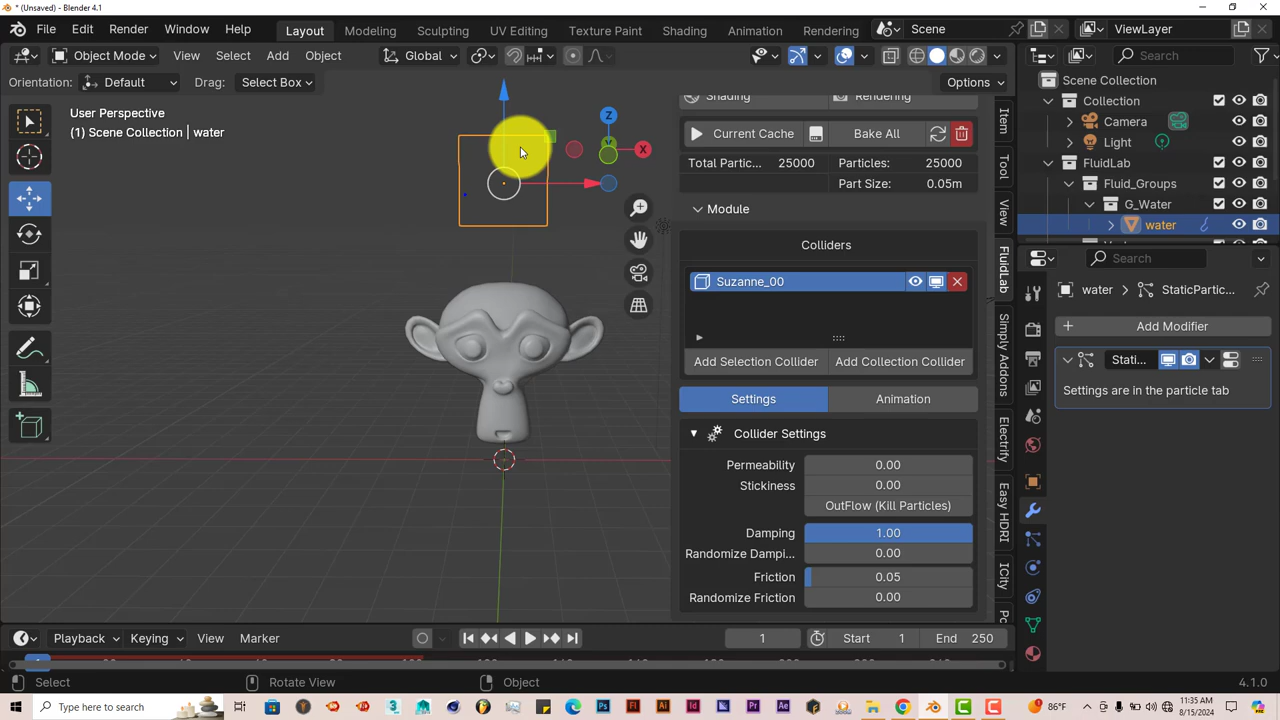 * (Unsaved) - Blender 4.1
File Edit Render Window Help Layout Modeling Sculpting UV Editing Texture Paint Shading Animation Rendering Scene ViewLayer
Object Mode View Select Add Object Global Search
Orientation: Default Drag: Select Box Options
User Perspective
(1) Scene Collection | water
Z
X
Shading Rendering
Current Cache Bake All
Total Partic... 25000 Particles: 25000
Part Size: 0.05m
Module
Colliders
Suzanne_00
Add Selection Collider Add Collection Collider
Settings Animation
Collider Settings
Permeability 0.00
Stickiness 0.00
OutFlow (Kill Particles)
Damping 1.00
Randomize Dampi... 0.00
Friction 0.05
Randomize Friction 0.00
Item
Tool
View
FluidLab
Simply Addons
Electrify
Easy HDRI
ICity
Scene Collection
Collection
Camera
Light
FluidLab
Fluid_Groups
G_Water
water
Search
water StaticPartic...
Add Modifier
Stati...
Settings are in the particle tab
Playback Keying View Marker 1 Start 1 End 250
Select Rotate View Object 4.1.0
Type here to search 86°F 11:35 AM
8/15/2024